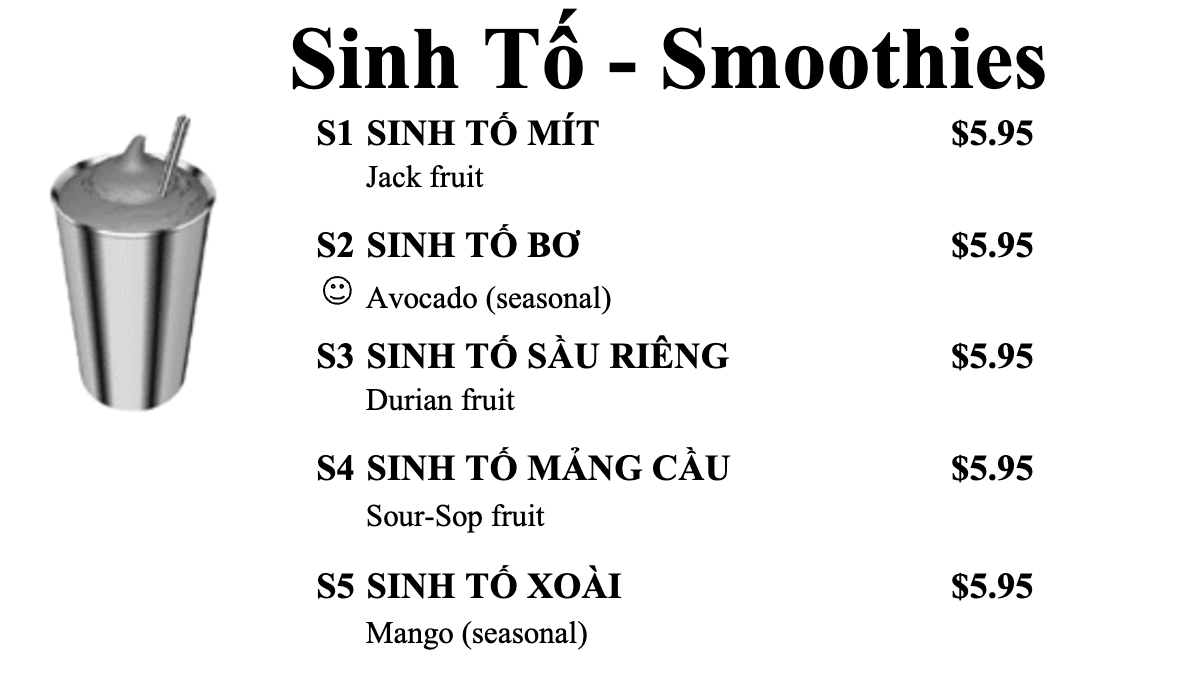 Sinh Tố - Smoothies
S1 SINH TỐ MÍT $5.95
Jack fruit
S2 SINH TỐ BƠ $5.95
☺ Avocado (seasonal)
S3 SINH TỐ SẦU RIÊNG $5.95
Durian fruit
S4 SINH TỐ MẢNG CẦU $5.95
Sour-Sop fruit
S5 SINH TỐ XOÀI $5.95
Mango (seasonal)